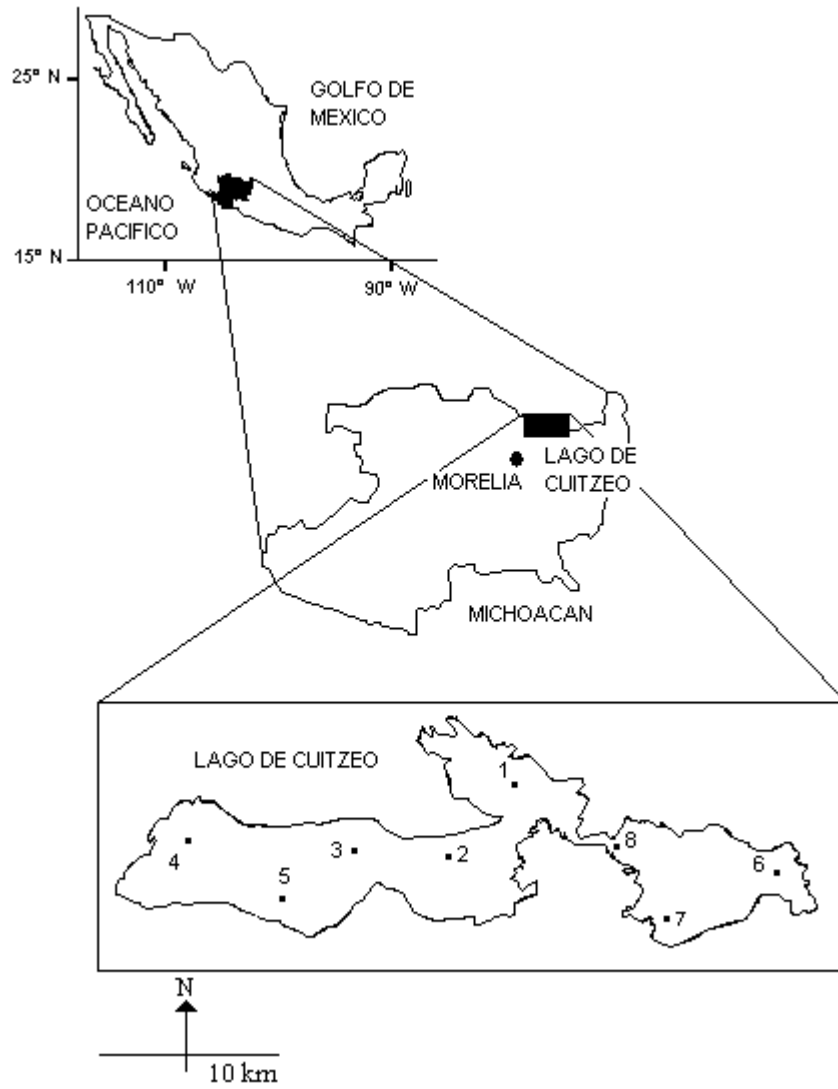 25° N
GOLFO DE
MEXICO
OCEANO
PACIFICO
15° N
110° W
90° W
MORELIA
LAGO DE
CUITZEO
MICHOACAN
LAGO DE CUITZEO
1
2
3
4
5
6
7
8
N
10 km